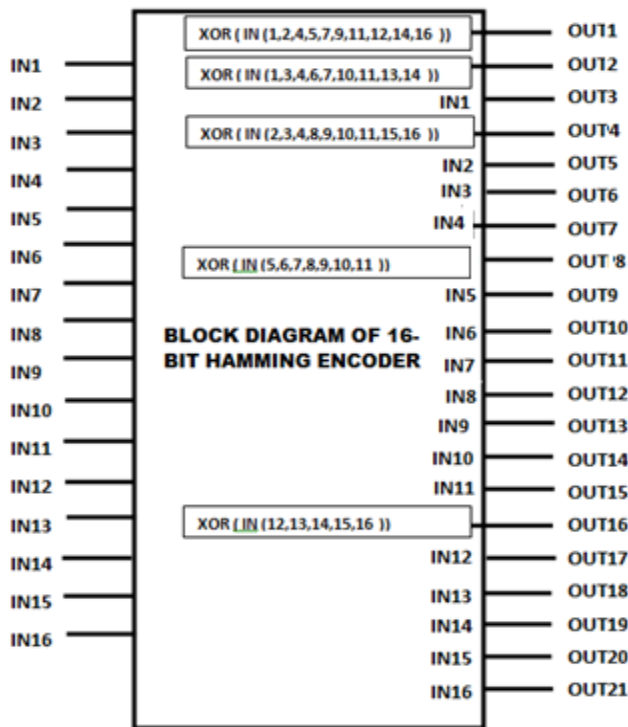 XOR ( IN (1,2,4,5,7,9,11,12,14,16 )) OUT1
IN1 XOR ( IN (1,3,4,6,7,10,11,13,14 )) OUT2
IN2 IN1 OUT3
IN3 XOR ( IN (2,3,4,8,9,10,11,15,16 )) OUT4
IN4 IN2 OUT5
IN5 IN3 OUT6
IN4 OUT7
IN6 XOR ( IN (5,6,7,8,9,10,11 )) OUT '8
IN7 IN5 OUT9
IN8 BLOCK DIAGRAM OF 16- IN6 OUT10
IN9 BIT HAMMING ENCODER IN7 OUT11
IN10 IN8 OUT12
IN9 OUT13
IN11 IN10 OUT14
IN12 IN11 OUT15
IN13 XOR ( IN (12,13,14,15,16 )) OUT16
IN14 IN12 OUT17
IN15 IN13 OUT18
IN16 IN14 OUT19
IN15 OUT20
IN16 OUT21